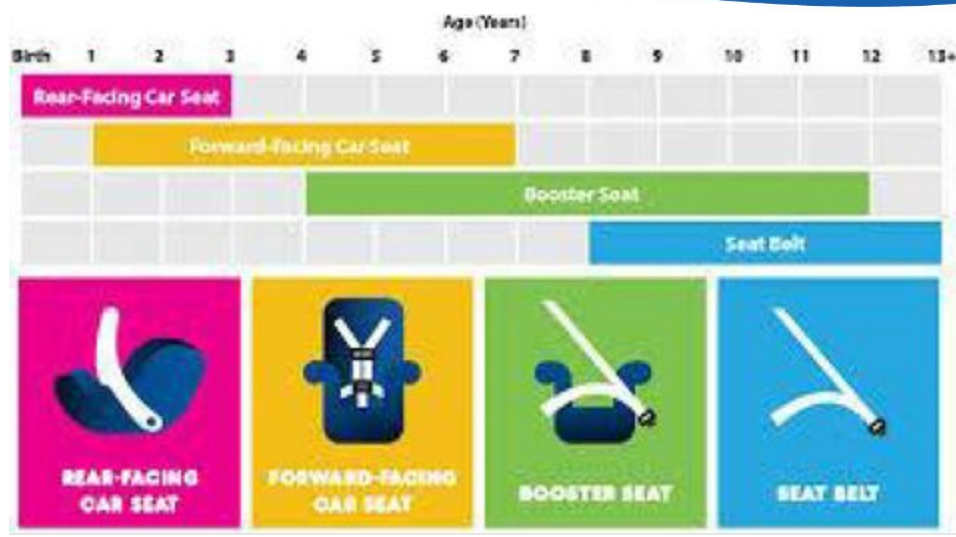 Age (Years)
Birth 1 2 3 4 5 6 7 8 9 10 11 12 13+
Rear-Facing Car Seat
Forward-Facing Car Seat
Booster Seat
Seat Belt
REAR-FACING
CAR SEAT
FORWARD-FACING
CAR SEAT
BOOSTER SEAT
SEAT BELT